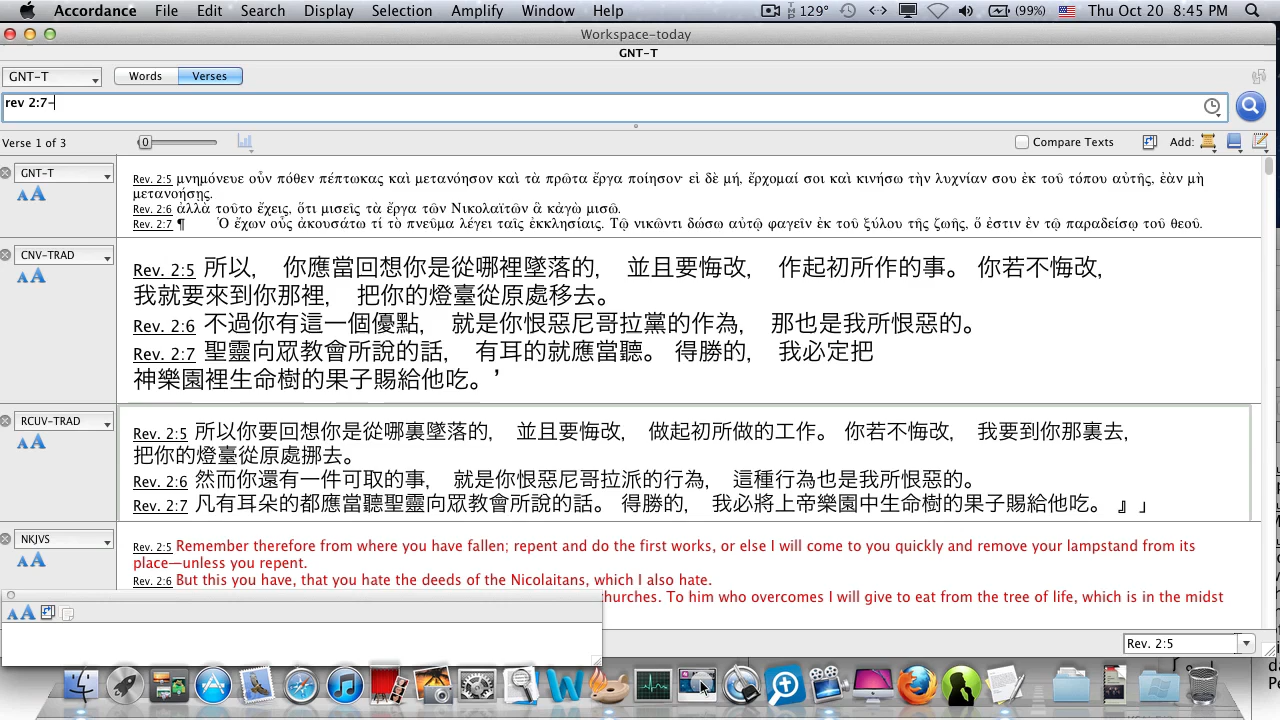 Accordance File Edit Search Display Selection Amplify Window Help 129° (99%) Thu Oct 20 8:45 PM
Workspace-today
GNT-T
GNT-T Words Verses
rev 2:7-
Verse 1 of 3 0 Compare Texts Add:
GNT-T
Rev. 2:5 μνημόνευε οὖν πόθεν πέπτωκας καὶ μετανόησον καὶ τὰ πρῶτα ἔργα ποίησον· εἰ δὲ μή, ἔρχομαί σοι καὶ κινήσω τὴν λυχνίαν σου ἐκ τοῦ τόπου αὐτῆς, ἐὰν μὴ
μετανοήσῃς.
Rev. 2:6 ἀλλὰ τοῦτο ἔχεις, ὅτι μισεῖς τὰ ἔργα τῶν Νικολαϊτῶν ἃ κἀγὼ μισῶ.
Rev. 2:7 ¶ Ὁ ἔχων οὖς ἀκουσάτω τί τὸ πνεῦμα λέγει ταῖς ἐκκλησίαις. Τῷ νικῶντι δώσω αὐτῷ φαγεῖν ἐκ τοῦ ξύλου τῆς ζωῆς, ὅ ἐστιν ἐν τῷ παραδείσῳ τοῦ θεοῦ.
CNV-TRAD
Rev. 2:5 所以， 你應當回想你是從哪裡墜落的， 並且要悔改， 作起初所作的事。 你若不悔改，
我就要來到你那裡， 把你的燈臺從原處移去。
Rev. 2:6 不過你有這一個優點， 就是你恨惡尼哥拉黨的作為， 那也是我所恨惡的。
Rev. 2:7 聖靈向眾教會所說的話， 有耳的就應當聽。 得勝的， 我必定把
神樂園裡生命樹的果子賜給他吃。’
RCUV-TRAD
Rev. 2:5 所以你要回想你是從哪裏墜落的， 並且要悔改， 做起初所做的工作。 你若不悔改， 我要到你那裏去，
把你的燈臺從原處挪去。
Rev. 2:6 然而你還有一件可取的事， 就是你恨惡尼哥拉派的行為， 這種行為也是我所恨惡的。
Rev. 2:7 凡有耳朵的都應當聽聖靈向眾教會所說的話。 得勝的， 我必將上帝樂園中生命樹的果子賜給他吃。 』」
NKJVS
Rev. 2:5 Remember therefore from where you have fallen; repent and do the first works, or else I will come to you quickly and remove your lampstand from its
place—unless you repent.
Rev. 2:6 But this you have, that you hate the deeds of the Nicolaitans, which I also hate.
hurches. To him who overcomes I will give to eat from the tree of life, which is in the midst
Rev. 2:5